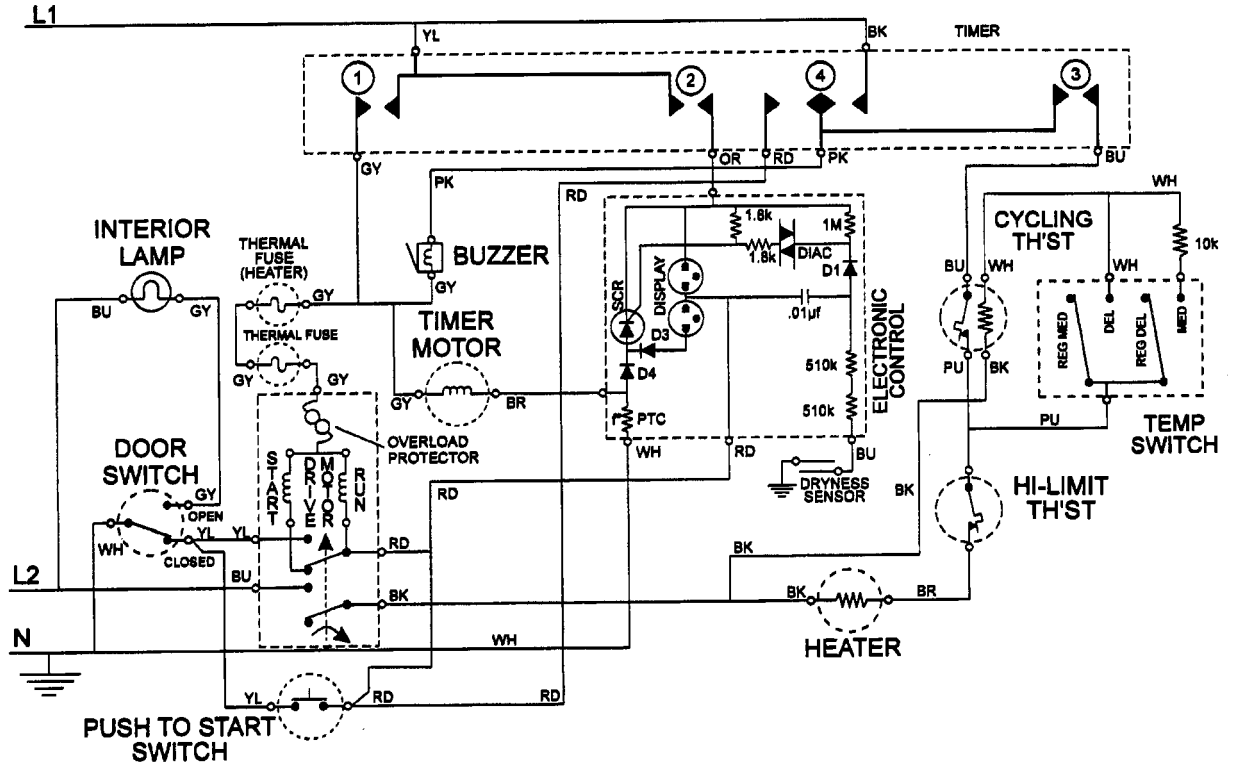 L1
YL
BK
TIMER
1
2
4
3
GY
OR
RD
PK
BU
PK
RD
WH
INTERIOR
LAMP
THERMAL
FUSE
(HEATER)
BUZZER
1.8k
1M
CYCLING
TH'ST
10k
1.8k
DIAC
D1
BU
WH
WH
BU
GY
GY
GY
SCR
DISPLAY
.01µf
ELECTRONIC
CONTROL
REG MED
DEL
REG DEL
MED
THERMAL FUSE
TIMER
MOTOR
D3
GY
GY
D4
510k
PU
BK
GY
BR
PTC
510k
PU
TEMP
SWITCH
OVERLOAD
PROTECTOR
DOOR
SWITCH
START
DRIVE
MOTOR
RUN
WH
RD
BU
DRYNESS
SENSOR
HI-LIMIT
TH'ST
GY
OPEN
RD
BK
WH
YL
YL
CLOSED
RD
BK
L2
BU
BK
BK
BR
HEATER
N
WH
YL
RD
RD
PUSH TO START
SWITCH